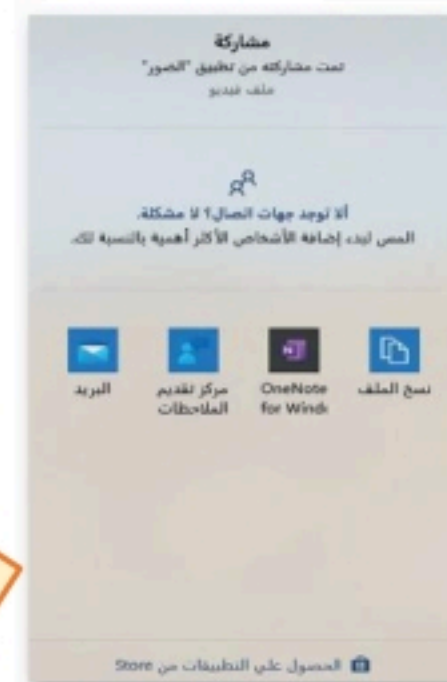 مشاركة
تمت مشاركته من تطبيق "الصور"
ملف فيديو
ألا توجد جهات اتصال؟ لا مشكلة.
المس لبدء إضافة الأشخاص الأكثر أهمية بالنسبة لك.
نسخ الملف
OneNote
for Windo
مركز تقديم
الملاحظات
البريد
الحصول على التطبيقات من Store